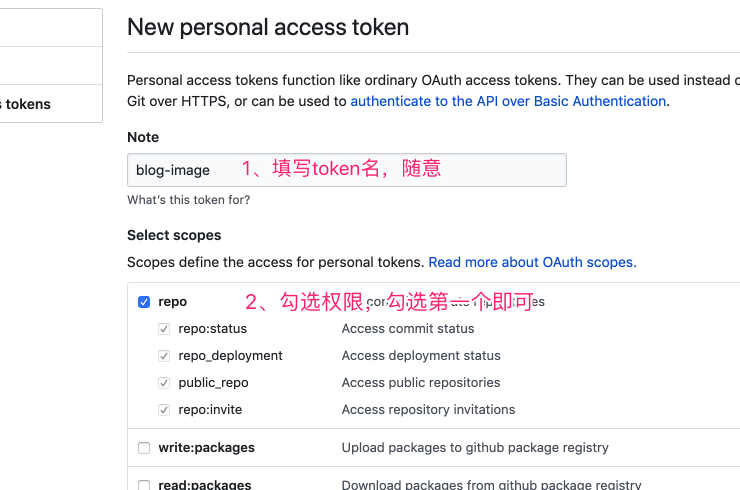 New personal access token
Personal access tokens function like ordinary OAuth access tokens. They can be used instead
s tokens
Git over HTTPS, or can be used to authenticate to the API over Basic Authentication.
Note
blog-image 1、填写token名，随意
What's this token for?
Select scopes
Scopes define the access for personal tokens. Read more about OAuth scopes.
repo 2、勾选权限，勾选第一个即可
repo:status Access commit status
repo_deployment Access deployment status
public_repo Access public repositories
repo:invite Access repository invitations
write:packages Upload packages to github package registry
read:packages Download packages from github package registry